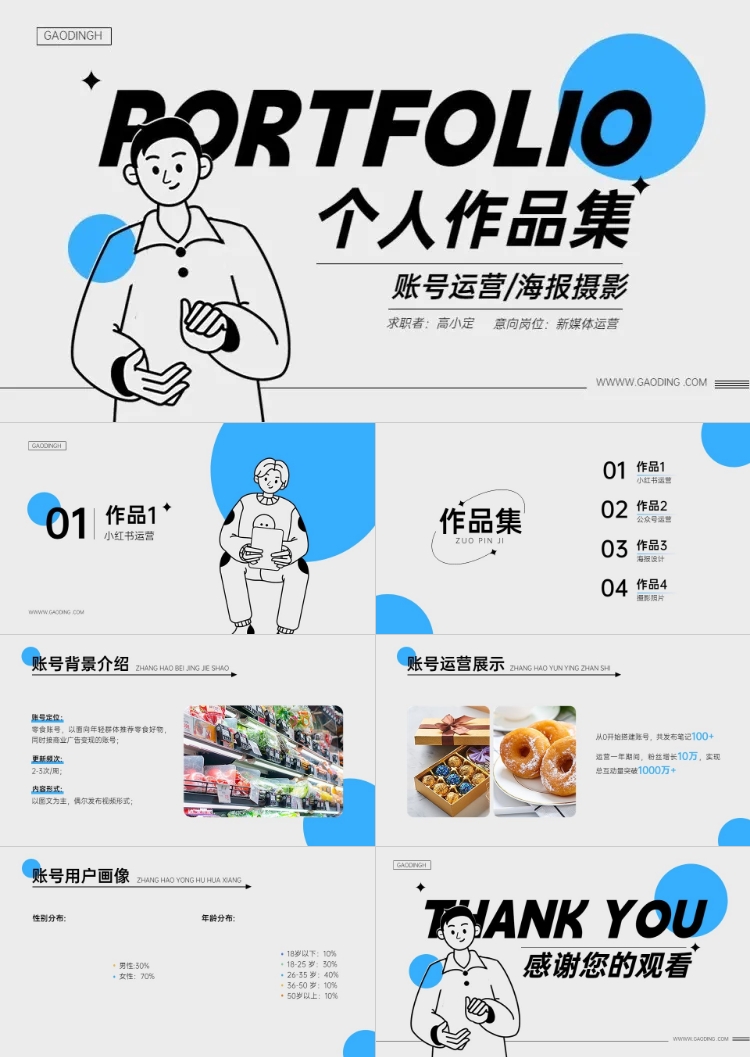 GAODINGH
PORTFOLIO
个人作品集
账号运营/海报摄影
求职者：高小定 意向岗位：新媒体运营
WWWW.GAODING .COM
GAODINGH
01
作品1
小红书运营
WWWW.GAODING .COM
作品集
ZUO PIN JI
01 作品1
小红书运营
02 作品2
公众号运营
03 作品3
海报设计
04 作品4
摄影照片
账号背景介绍 ZHANG HAO BEI JING JIE SHAO
账号定位：
零食账号，以面向年轻群体推荐零食好物，
同时接商业广告变现的账号；
更新频次：
2-3次/周；
内容形式：
以图文为主，偶尔发布视频形式；
账号运营展示 ZHANG HAO YUN YING ZHAN SHI
从0开始搭建账号，共发布笔记100+
运营一年期间，粉丝增长10万，实现
总互动量突破1000万+
账号用户画像 ZHANG HAO YONG HU HUA XIANG
性别分布：
男性:30%
女性：70%
年龄分布：
18岁以下：10%
18-25 岁：30%
26-35 岁：40%
36-50 岁：10%
50岁以上：10%
GAODINGH
THANK YOU
感谢您的观看
WWWW.GAODING .COM